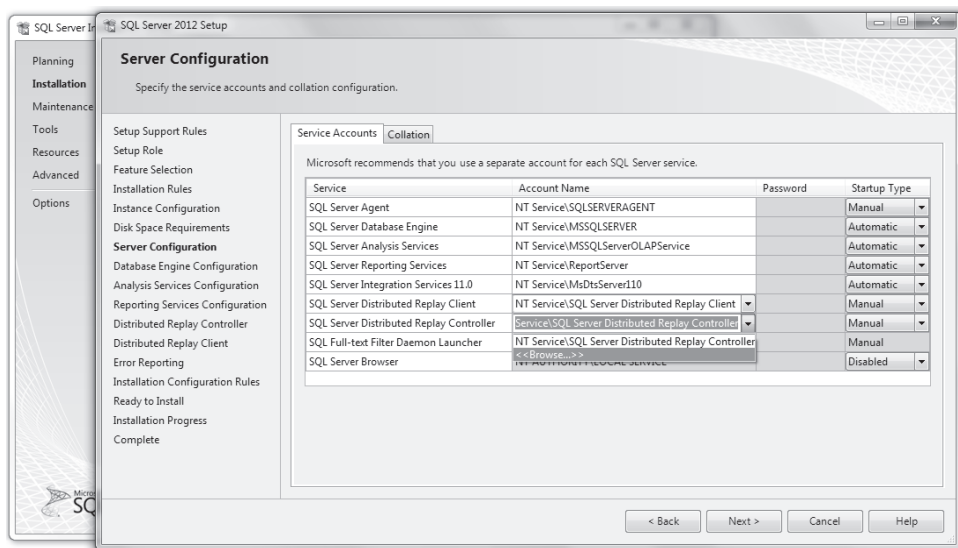 SQL Server In
SQL Server 2012 Setup
Planning
Installation
Maintenance
Tools
Resources
Advanced
Options
Server Configuration
Specify the service accounts and collation configuration.
Setup Support Rules
Setup Role
Feature Selection
Installation Rules
Instance Configuration
Disk Space Requirements
Server Configuration
Database Engine Configuration
Analysis Services Configuration
Reporting Services Configuration
Distributed Replay Controller
Distributed Replay Client
Error Reporting
Installation Configuration Rules
Ready to Install
Installation Progress
Complete
Service Accounts Collation
Microsoft recommends that you use a separate account for each SQL Server service.
Service Account Name Password Startup Type
SQL Server Agent NT Service\SQLSERVERAGENT Manual
SQL Server Database Engine NT Service\MSSQLSERVER Automatic
SQL Server Analysis Services NT Service\MSSQLServerOLAPService Automatic
SQL Server Reporting Services NT Service\ReportServer Automatic
SQL Server Integration Services 11.0 NT Service\MsDtsServer110 Automatic
SQL Server Distributed Replay Client NT Service\SQL Server Distributed Replay Client Manual
SQL Server Distributed Replay Controller Service\SQL Server Distributed Replay Controller Manual
SQL Full-text Filter Daemon Launcher NT Service\SQL Server Distributed Replay Controller Manual
<<Browse...>>
SQL Server Browser NT AUTHORITY\LOCAL SERVICE Disabled
Micros
SQ
< Back Next > Cancel Help